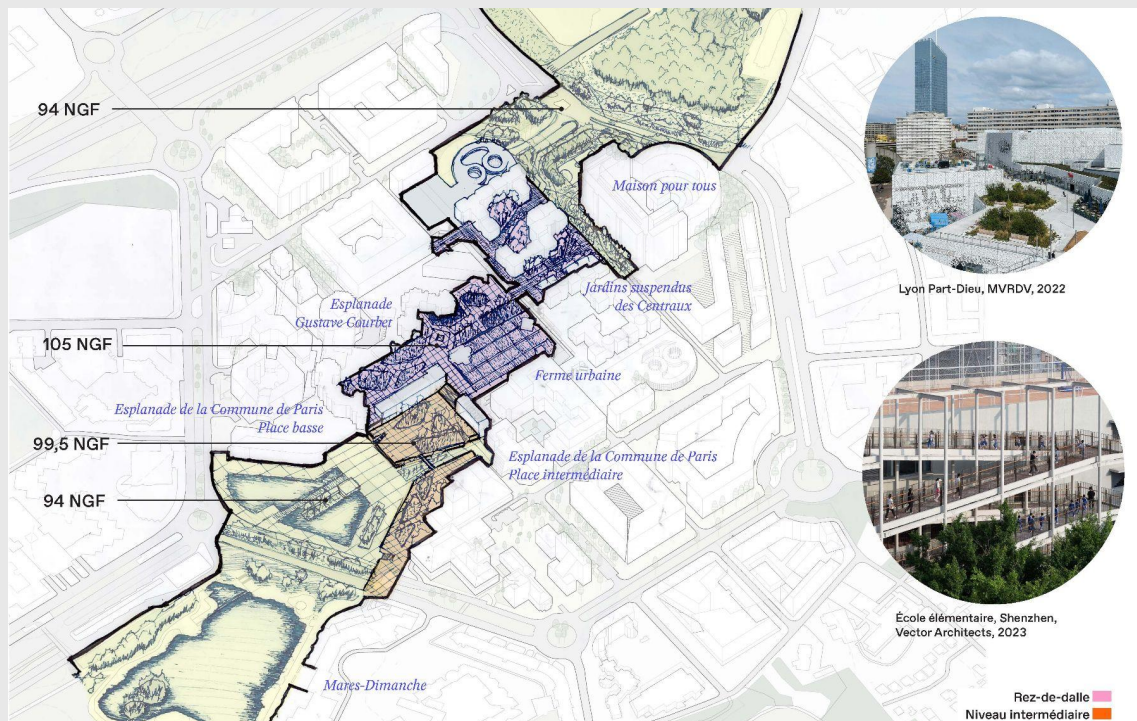 94 NGF
Maison pour tous
Lyon Part-Dieu, MVRDV, 2022
Jardins suspendus
des Centraux
Esplanade
Gustave Courbet
105 NGF
Ferme urbaine
Esplanade de la Commune de Paris
Place basse
99,5 NGF
Esplanade de la Commune de Paris
Place intermédiaire
94 NGF
École élémentaire, Shenzhen,
Vector Architects, 2023
Mares-Dimanche
Rez-de-dalle
Niveau intermédiaire